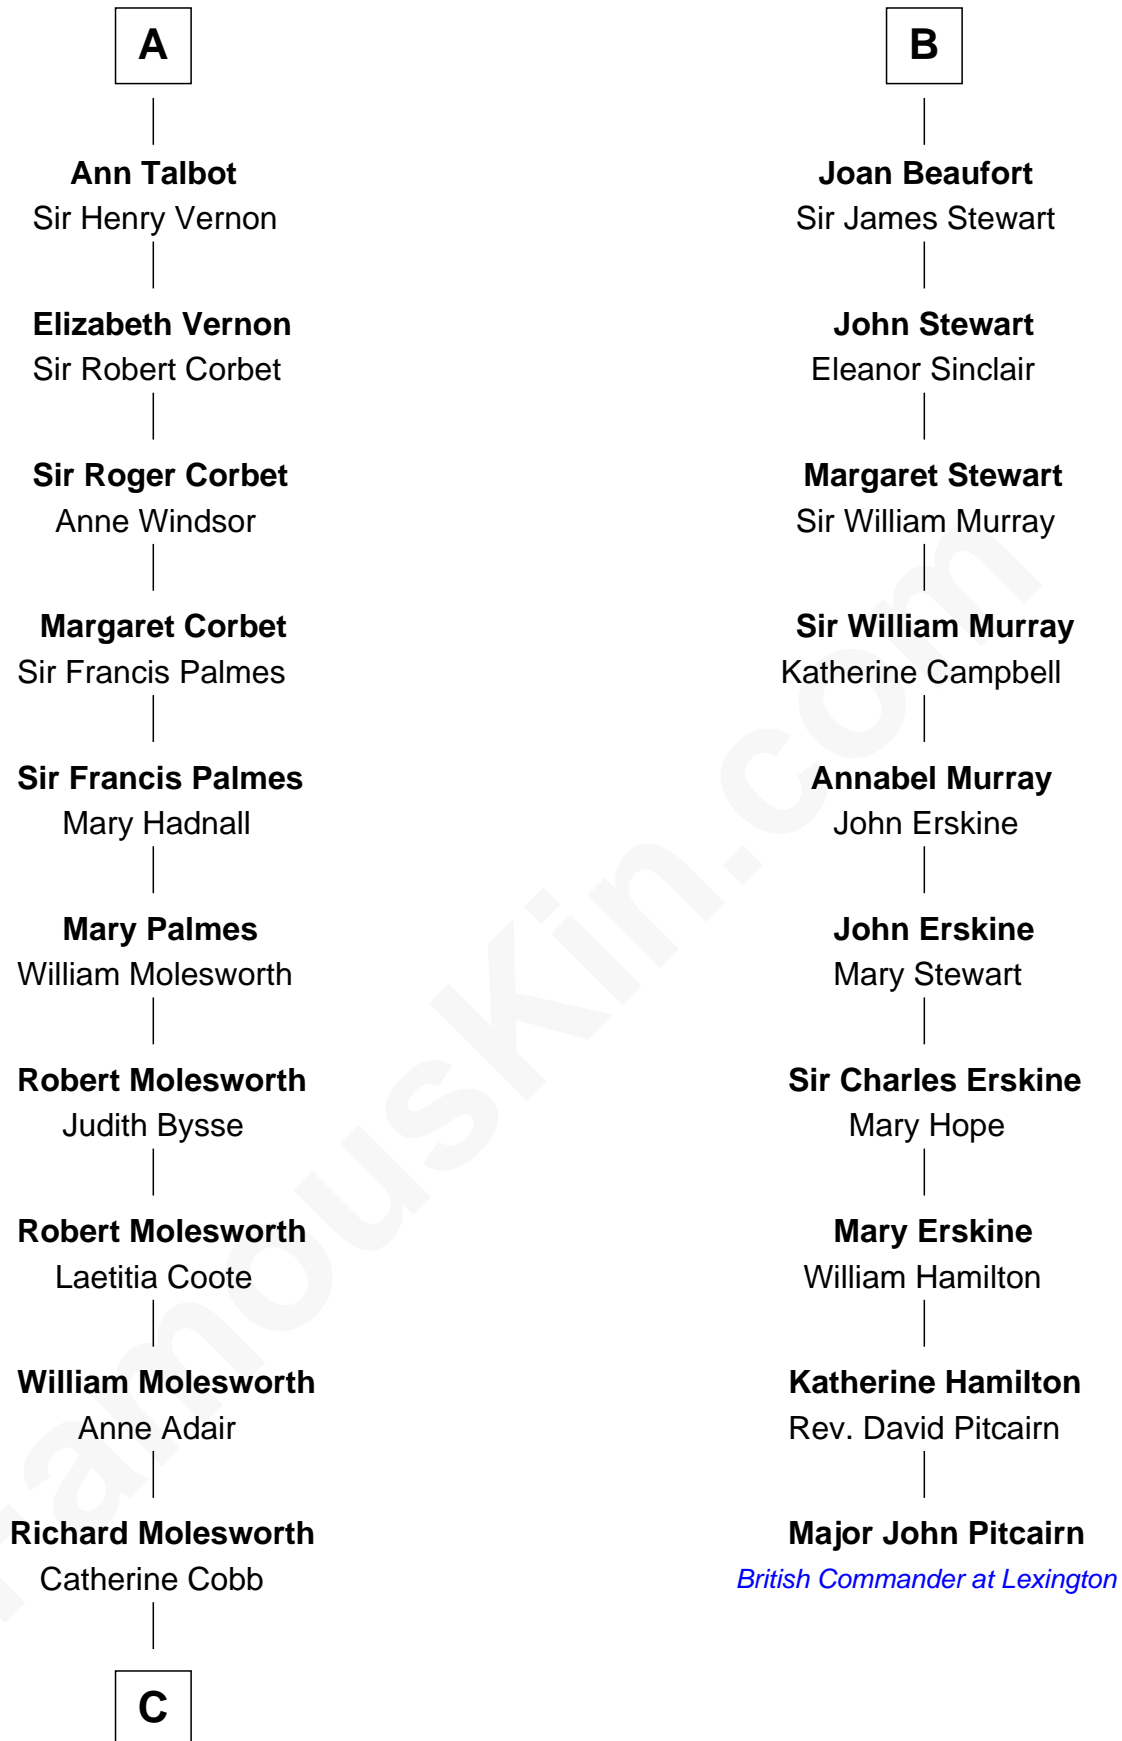 A
Ann Talbot
Sir Henry Vernon
Elizabeth Vernon
Sir Robert Corbet
Sir Roger Corbet
Anne Windsor
Margaret Corbet
Sir Francis Palmes
Sir Francis Palmes
Mary Hadnall
Mary Palmes
William Molesworth
Robert Molesworth
Judith Bysse
Robert Molesworth
Laetitia Coote
William Molesworth
Anne Adair
Richard Molesworth
Catherine Cobb
C
B
Joan Beaufort
Sir James Stewart
John Stewart
Eleanor Sinclair
Margaret Stewart
Sir William Murray
Sir William Murray
Katherine Campbell
Annabel Murray
John Erskine
John Erskine
Mary Stewart
Sir Charles Erskine
Mary Hope
Mary Erskine
William Hamilton
Katherine Hamilton
Rev. David Pitcairn
Major John Pitcairn
British Commander at Lexington
FamousKin.com